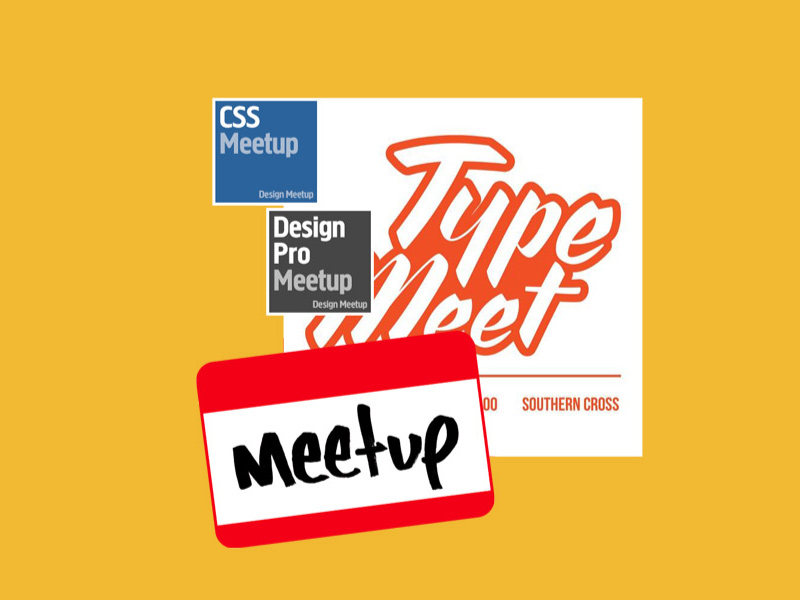 CSS
Meetup
Design Meetup
Design
Pro
Meetup
Design Meetup
Type
Meet
SOUTHERN CROSS
Meetup